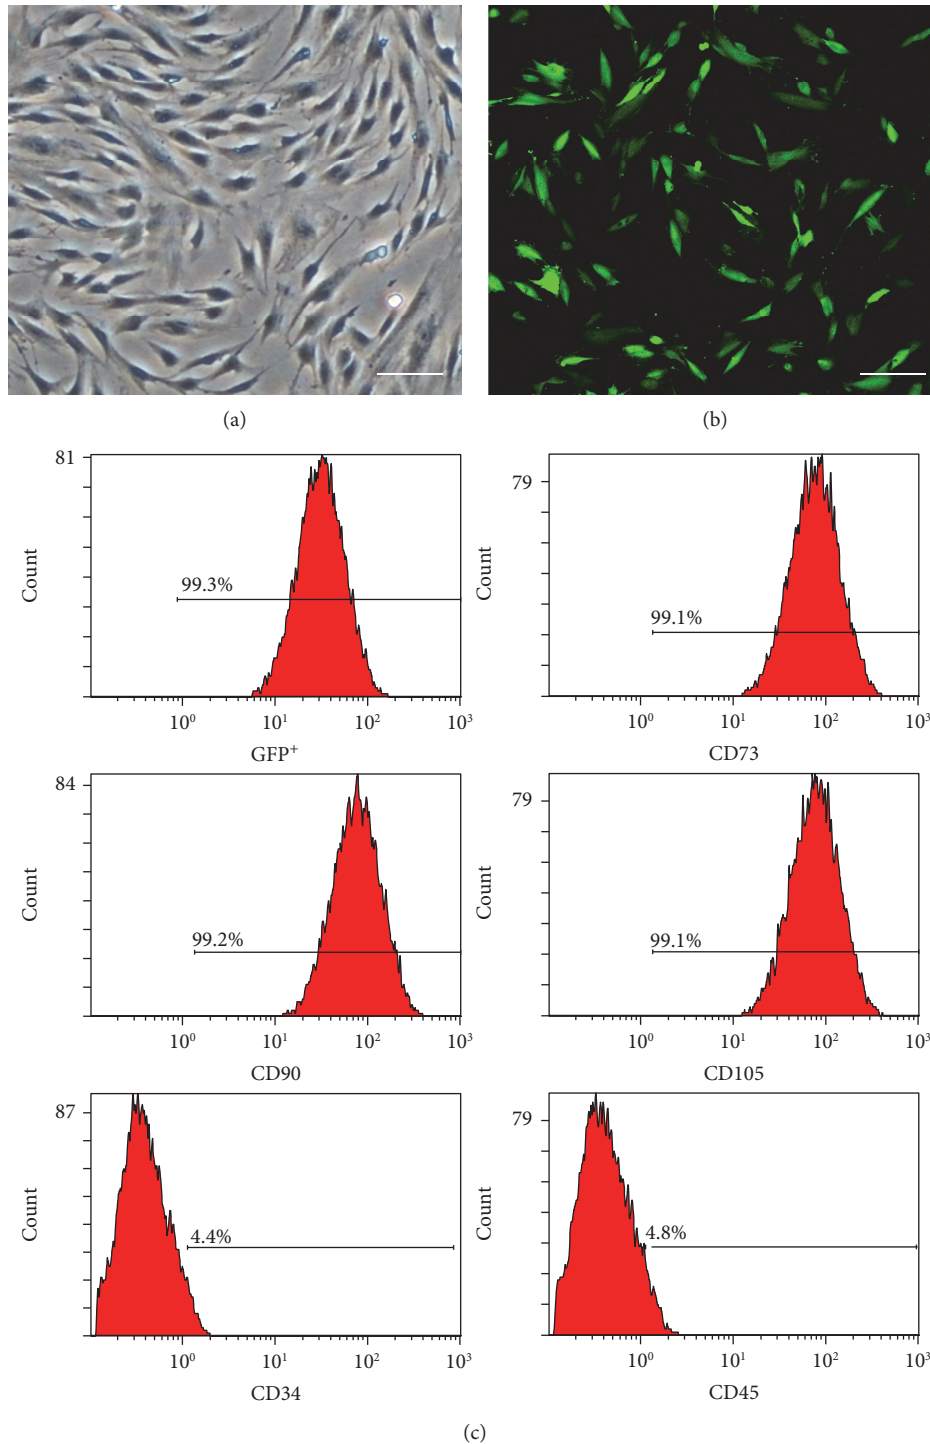 (a)
(b)
81
Count
99.3%
10⁰ 10¹ 10² 10³
GFP⁺
79
Count
99.1%
10⁰ 10¹ 10² 10³
CD73
84
Count
99.2%
10⁰ 10¹ 10² 10³
CD90
79
Count
99.1%
10⁰ 10¹ 10² 10³
CD105
87
Count
4.4%
10⁰ 10¹ 10² 10³
CD34
79
Count
4.8%
10⁰ 10¹ 10² 10³
CD45
(c)